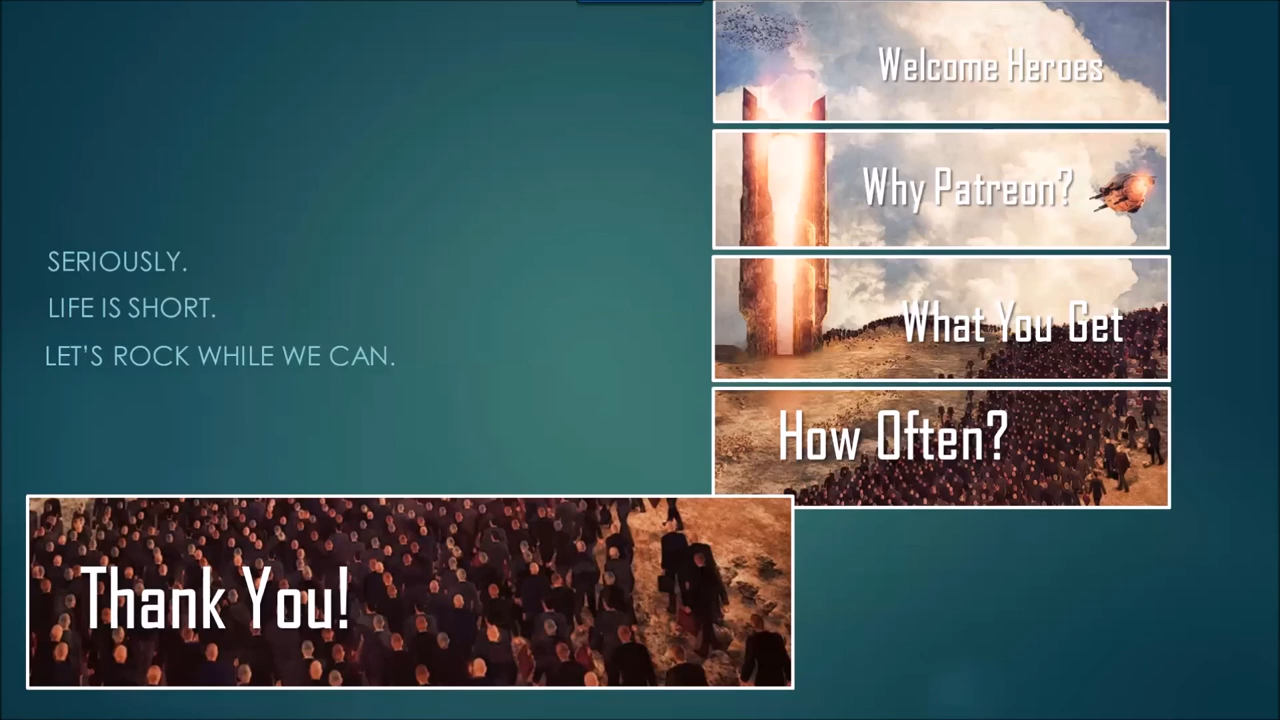 Welcome Heroes
Why Patreon?
What You Get
How Often?
SERIOUSLY.
LIFE IS SHORT.
LET'S ROCK WHILE WE CAN.
Thank You!